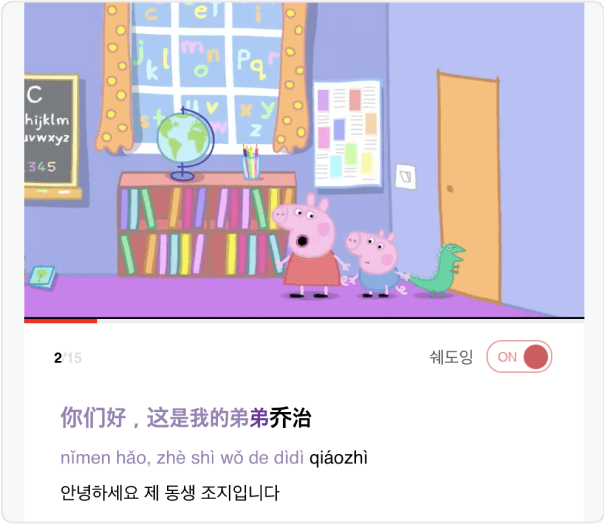 C
hijklm
uvwxyz
345
j k l m n o p q r
s t u v w x y z
2/15
쉐도잉 ON
你们好，这是我的弟弟乔治
nǐmen hǎo, zhè shì wǒ de dìdì qiáozhì
안녕하세요 제 동생 조지입니다